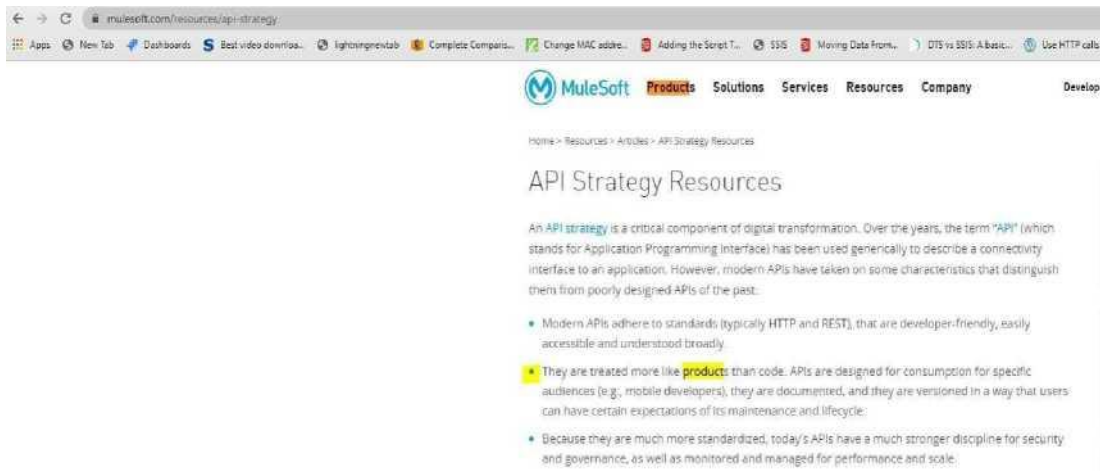 mulesoft.com/resources/api-strategy
Apps New Tab Dashboards Best video downloa... lightningnewtab Complete Comparis... Change MAC addre... Adding the Script T... SSIS Moving Data From... DTS vs SSIS: A basic... Use HTTP calls
MuleSoft Products Solutions Services Resources Company Develop
Home > Resources > Articles > API Strategy Resources
API Strategy Resources
An API strategy is a critical component of digital transformation. Over the years, the term "API" (which
stands for Application Programming Interface) has been used generically to describe a connectivity
interface to an application. However, modern APIs have taken on some characteristics that distinguish
them from poorly designed APIs of the past:
• Modern APIs adhere to standards (typically HTTP and REST), that are developer-friendly, easily
accessible and understood broadly.
• They are treated more like products than code. APIs are designed for consumption for specific
audiences (e.g., mobile developers), they are documented, and they are versioned in a way that users
can have certain expectations of its maintenance and lifecycle.
• Because they are much more standardized, today's APIs have a much stronger discipline for security
and governance, as well as monitored and managed for performance and scale